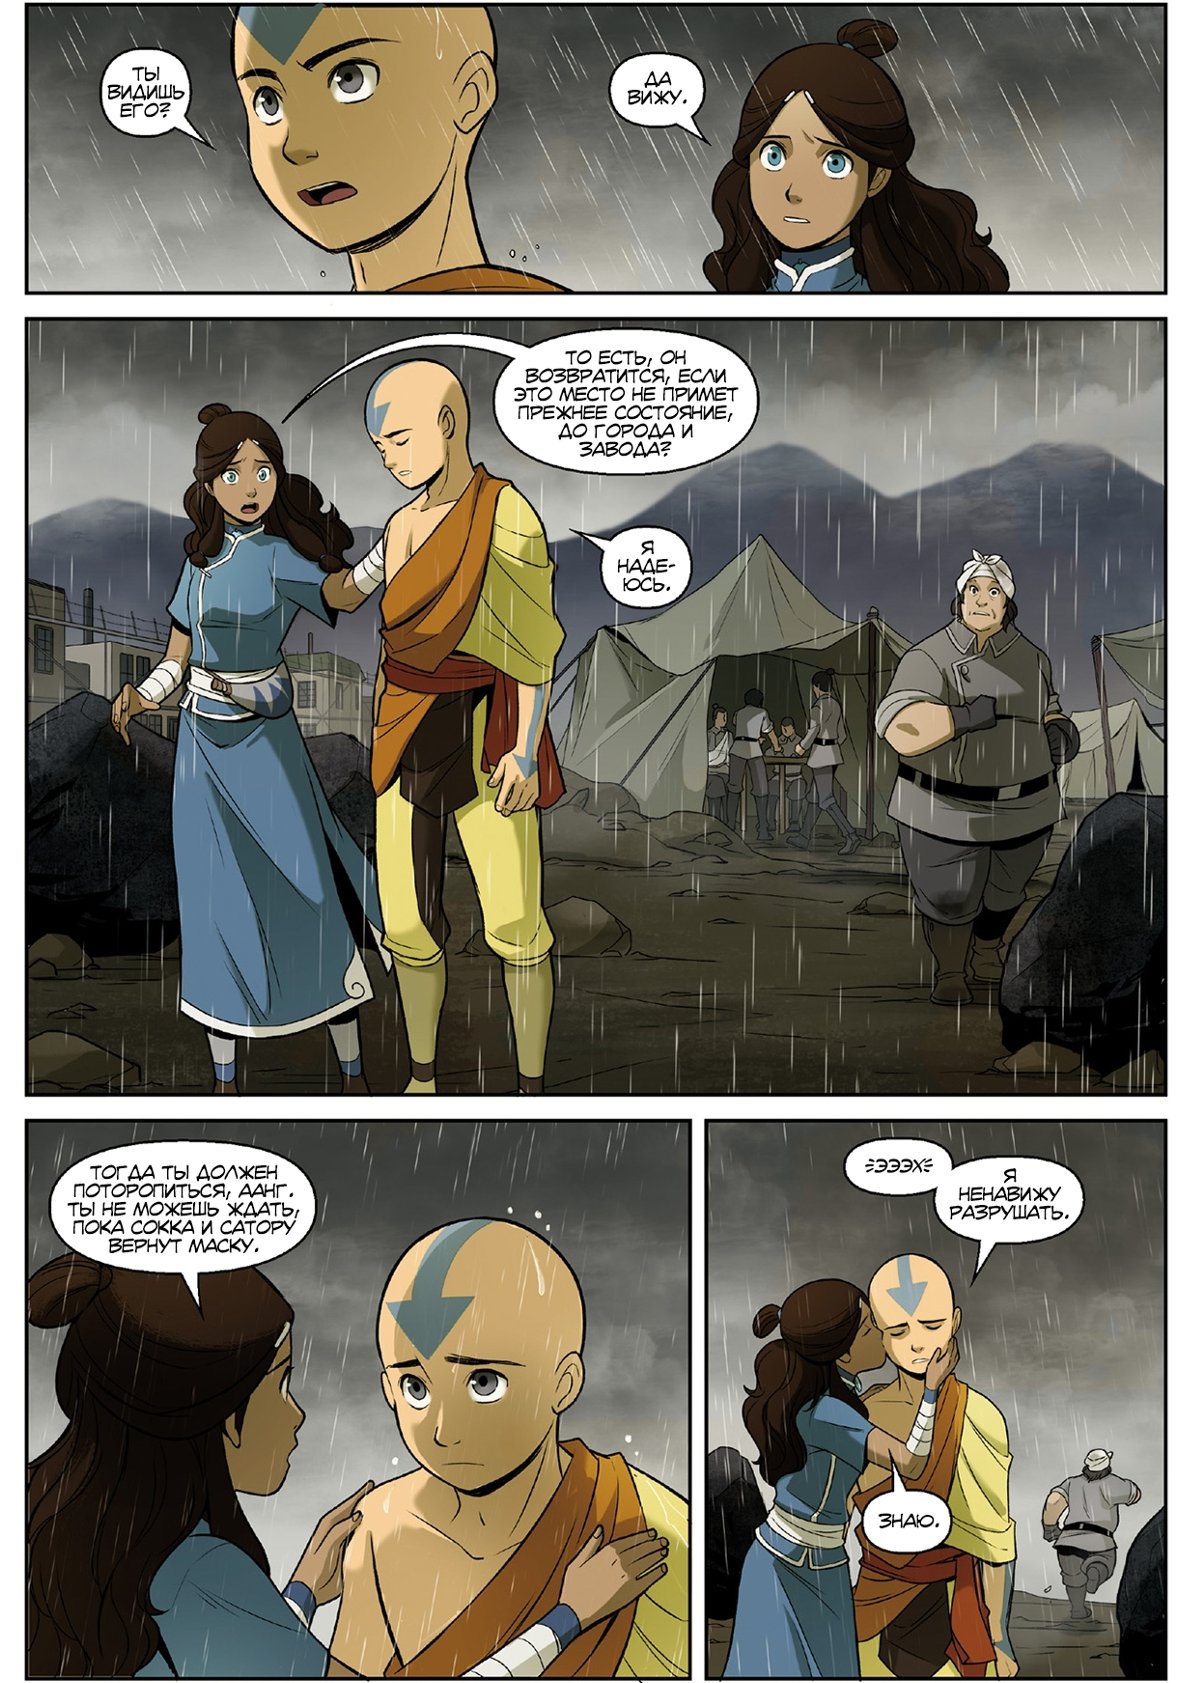 ТЫ
ВИДИШЬ
ЕГО?
ДА
ВИЖУ.
ТО ЕСТЬ, ОН
ВОЗВРАТИТСЯ, ЕСЛИ
ЭТО МЕСТО НЕ ПРИМЕТ
ПРЕЖНЕЕ СОСТОЯНИЕ,
ДО ГОРОДА И
ЗАВОДА?
Я
НАДЕ-
ЮСЬ.
ТОГДА ТЫ ДОЛЖЕН
ПОТОРОПИТЬСЯ, ААНГ.
ТЫ НЕ МОЖЕШЬ ЖДАТЬ,
ПОКА СОККА И САТОРУ
ВЕРНУТ МАСКУ.
ЭЭЭХ
Я
НЕНАВИЖУ
РАЗРУШАТЬ.
ЗНАЮ.